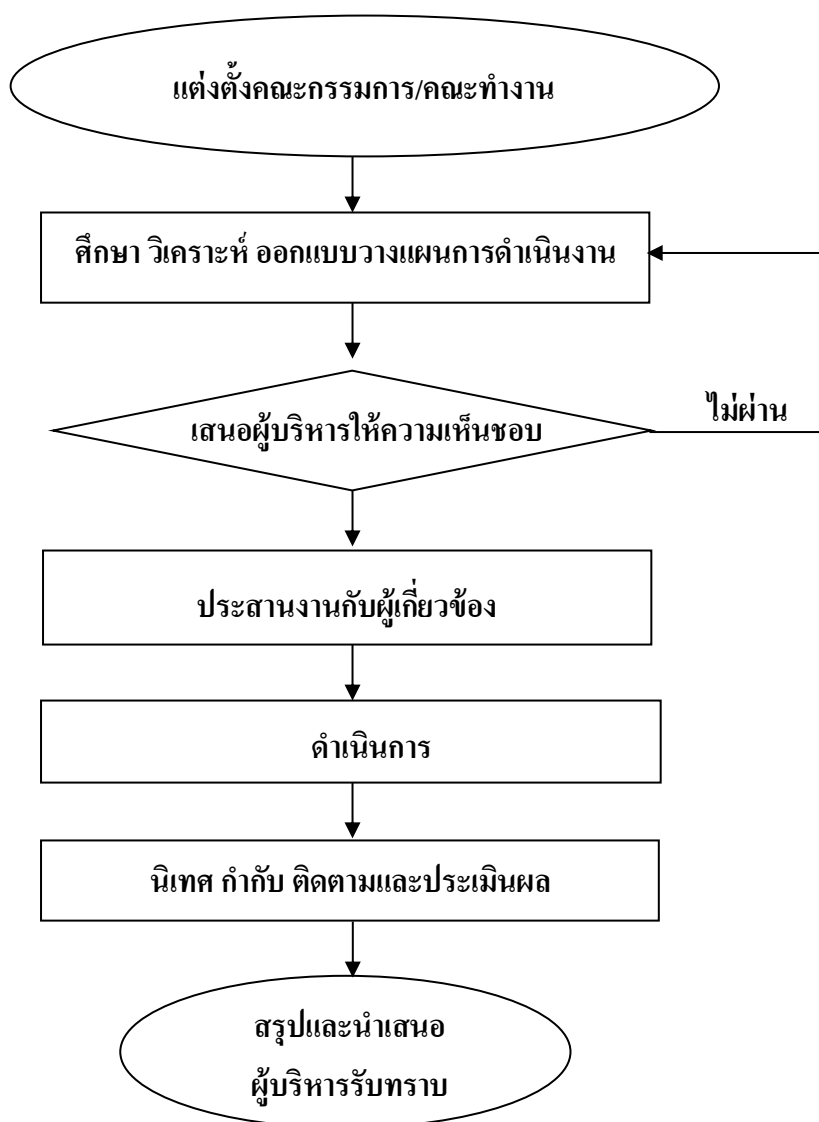 แต่งตั้งคณะกรรมการ/คณะทำงาน
ศึกษา วิเคราะห์ ออกแบบวางแผนการดำเนินงาน
ไม่ผ่าน
เสนอผู้บริหารให้ความเห็นชอบ
ประสานงานกับผู้เกี่ยวข้อง
ดำเนินการ
นิเทศ กำกับ ติดตามและประเมินผล
สรุปและนำเสนอ
ผู้บริหารรับทราบ